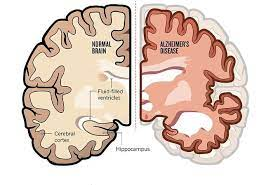 NORMAL
BRAIN
ALZHEIMER'S
DISEASE
Fluid-filled
ventricles
Cerebral
cortex
Hippocampus